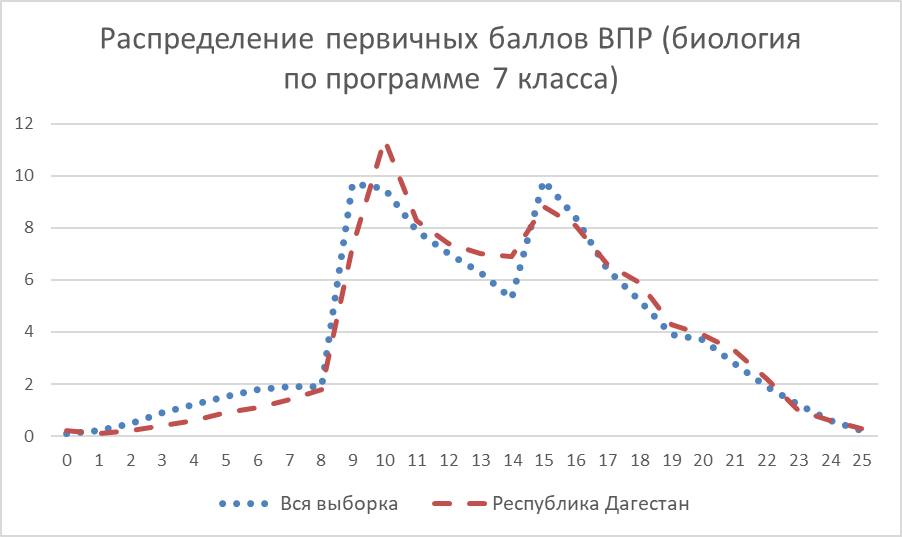 Распределение первичных баллов ВПР (биология
по программе 7 класса)
12
10
8
6
4
2
0
0 1 2 3 4 5 6 7 8 9 10 11 12 13 14 15 16 17 18 19 20 21 22 23 24 25
Вся выборка Республика Дагестан